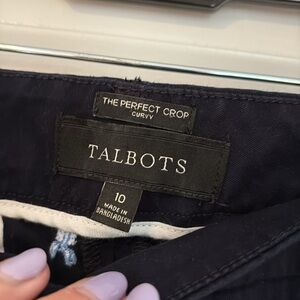 THE PERFECT CROP
CURVY
TALBOTS
10
MADE IN
BANGLADESH